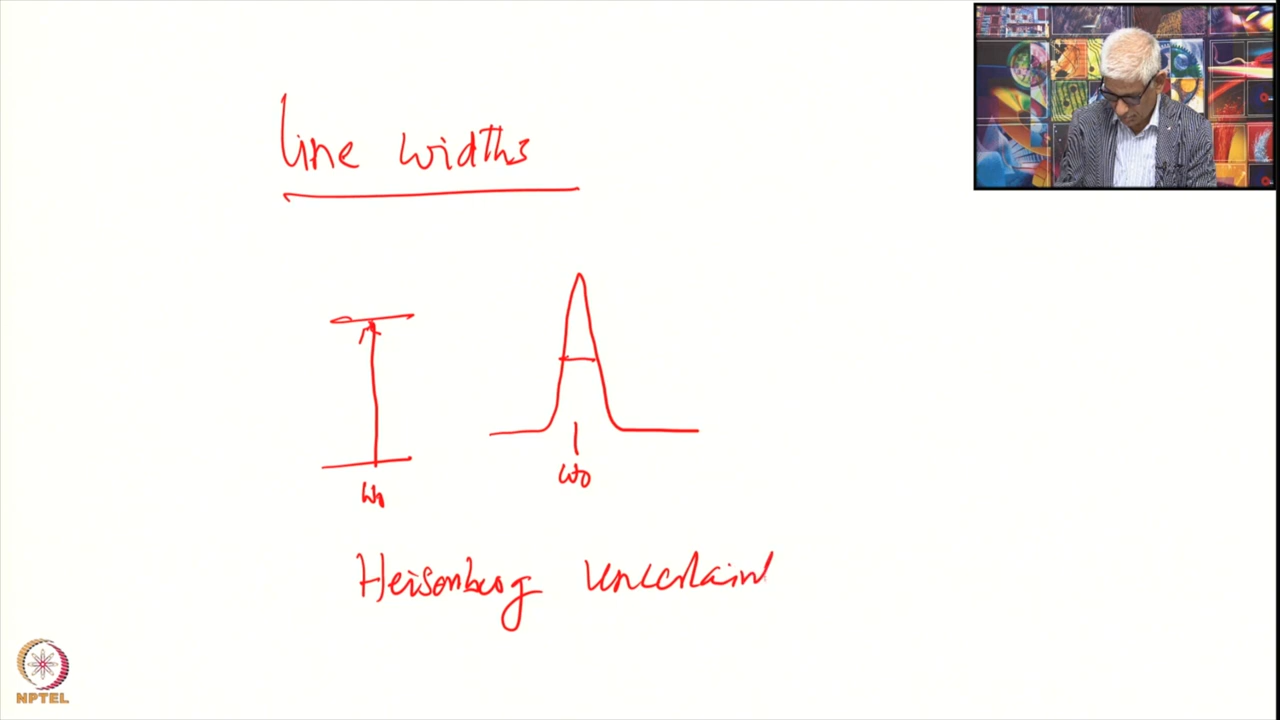 Line widths
ω0
ω0
Heisenberg Uncertaint
NPTEL